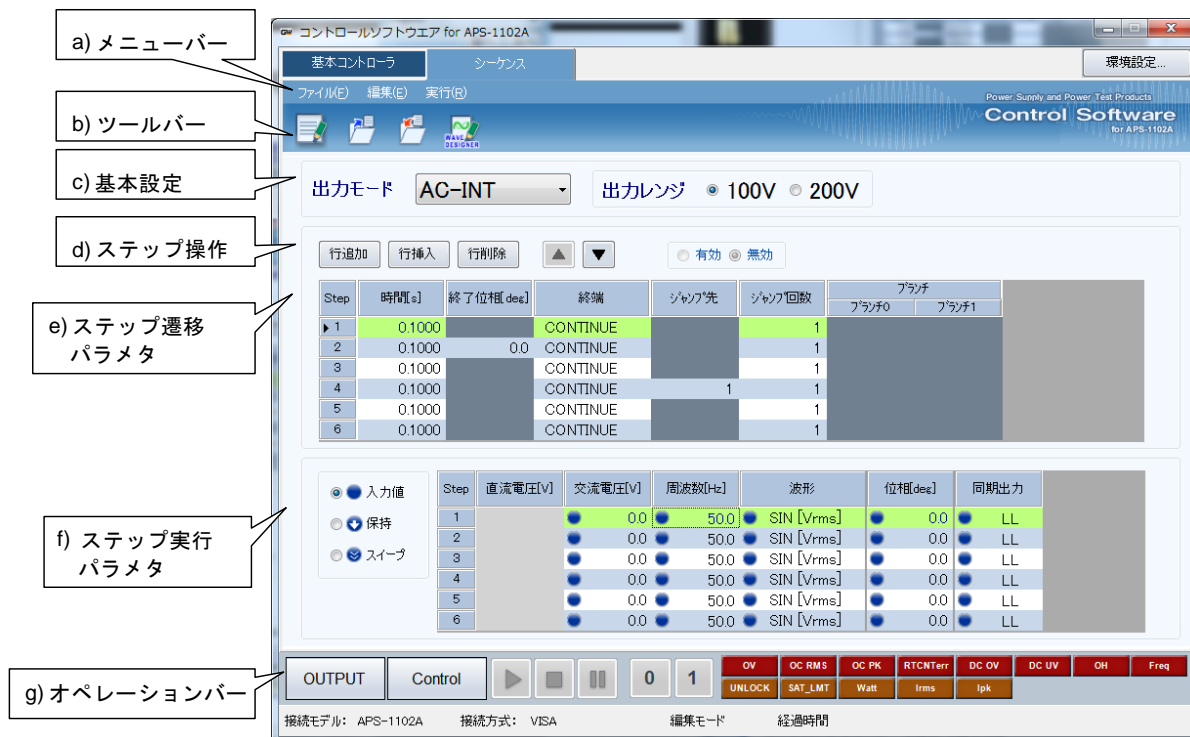 a) メニューバー
b) ツールバー
c) 基本設定
d) ステップ操作
e) ステップ遷移
パラメタ
f) ステップ実行
パラメタ
g) オペレーションバー
コントロールソフトウエア for APS-1102A
基本コントローラ シーケンス 環境設定...
ファイル(F) 編集(E) 実行(R)
Power Supply and Power Test Products
Control Software
for APS-1102A
WAVE
DESIGNER
出力モード AC-INT 出力レンジ 100V 200V
行追加 行挿入 行削除 ▲ ▼ 有効 無効
Step 時間[s] 終了位相[deg] 終端 ジャンプ先 ジャンプ回数 ブランチ
ブランチ0 ブランチ1
1 0.1000 CONTINUE 1
2 0.1000 0.0 CONTINUE 1
3 0.1000 CONTINUE 1
4 0.1000 CONTINUE 1 1
5 0.1000 CONTINUE 1
6 0.1000 CONTINUE 1
入力値
保持
スイープ
Step 直流電圧[V] 交流電圧[V] 周波数[Hz] 波形 位相[deg] 同期出力
1 0.0 50.0 SIN [Vrms] 0.0 LL
2 0.0 50.0 SIN [Vrms] 0.0 LL
3 0.0 50.0 SIN [Vrms] 0.0 LL
4 0.0 50.0 SIN [Vrms] 0.0 LL
5 0.0 50.0 SIN [Vrms] 0.0 LL
6 0.0 50.0 SIN [Vrms] 0.0 LL
OUTPUT Control 0 1
OV OC RMS OC PK RTCNTerr DC OV DC UV OH Freq
UNLOCK SAT_LMT Watt Irms Ipk
接続モデル: APS-1102A 接続方式: VISA 編集モード 経過時間